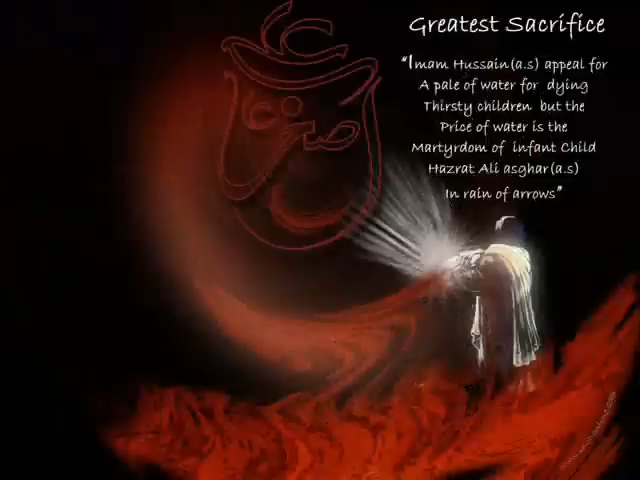 Greatest Sacrifice
"Imam Hussain(a.s) appeal for
A pale of water for dying
Thirsty children but the
Price of water is the
Martyrdom of infant Child
Hazrat Ali asghar(a.s)
In rain of arrows"